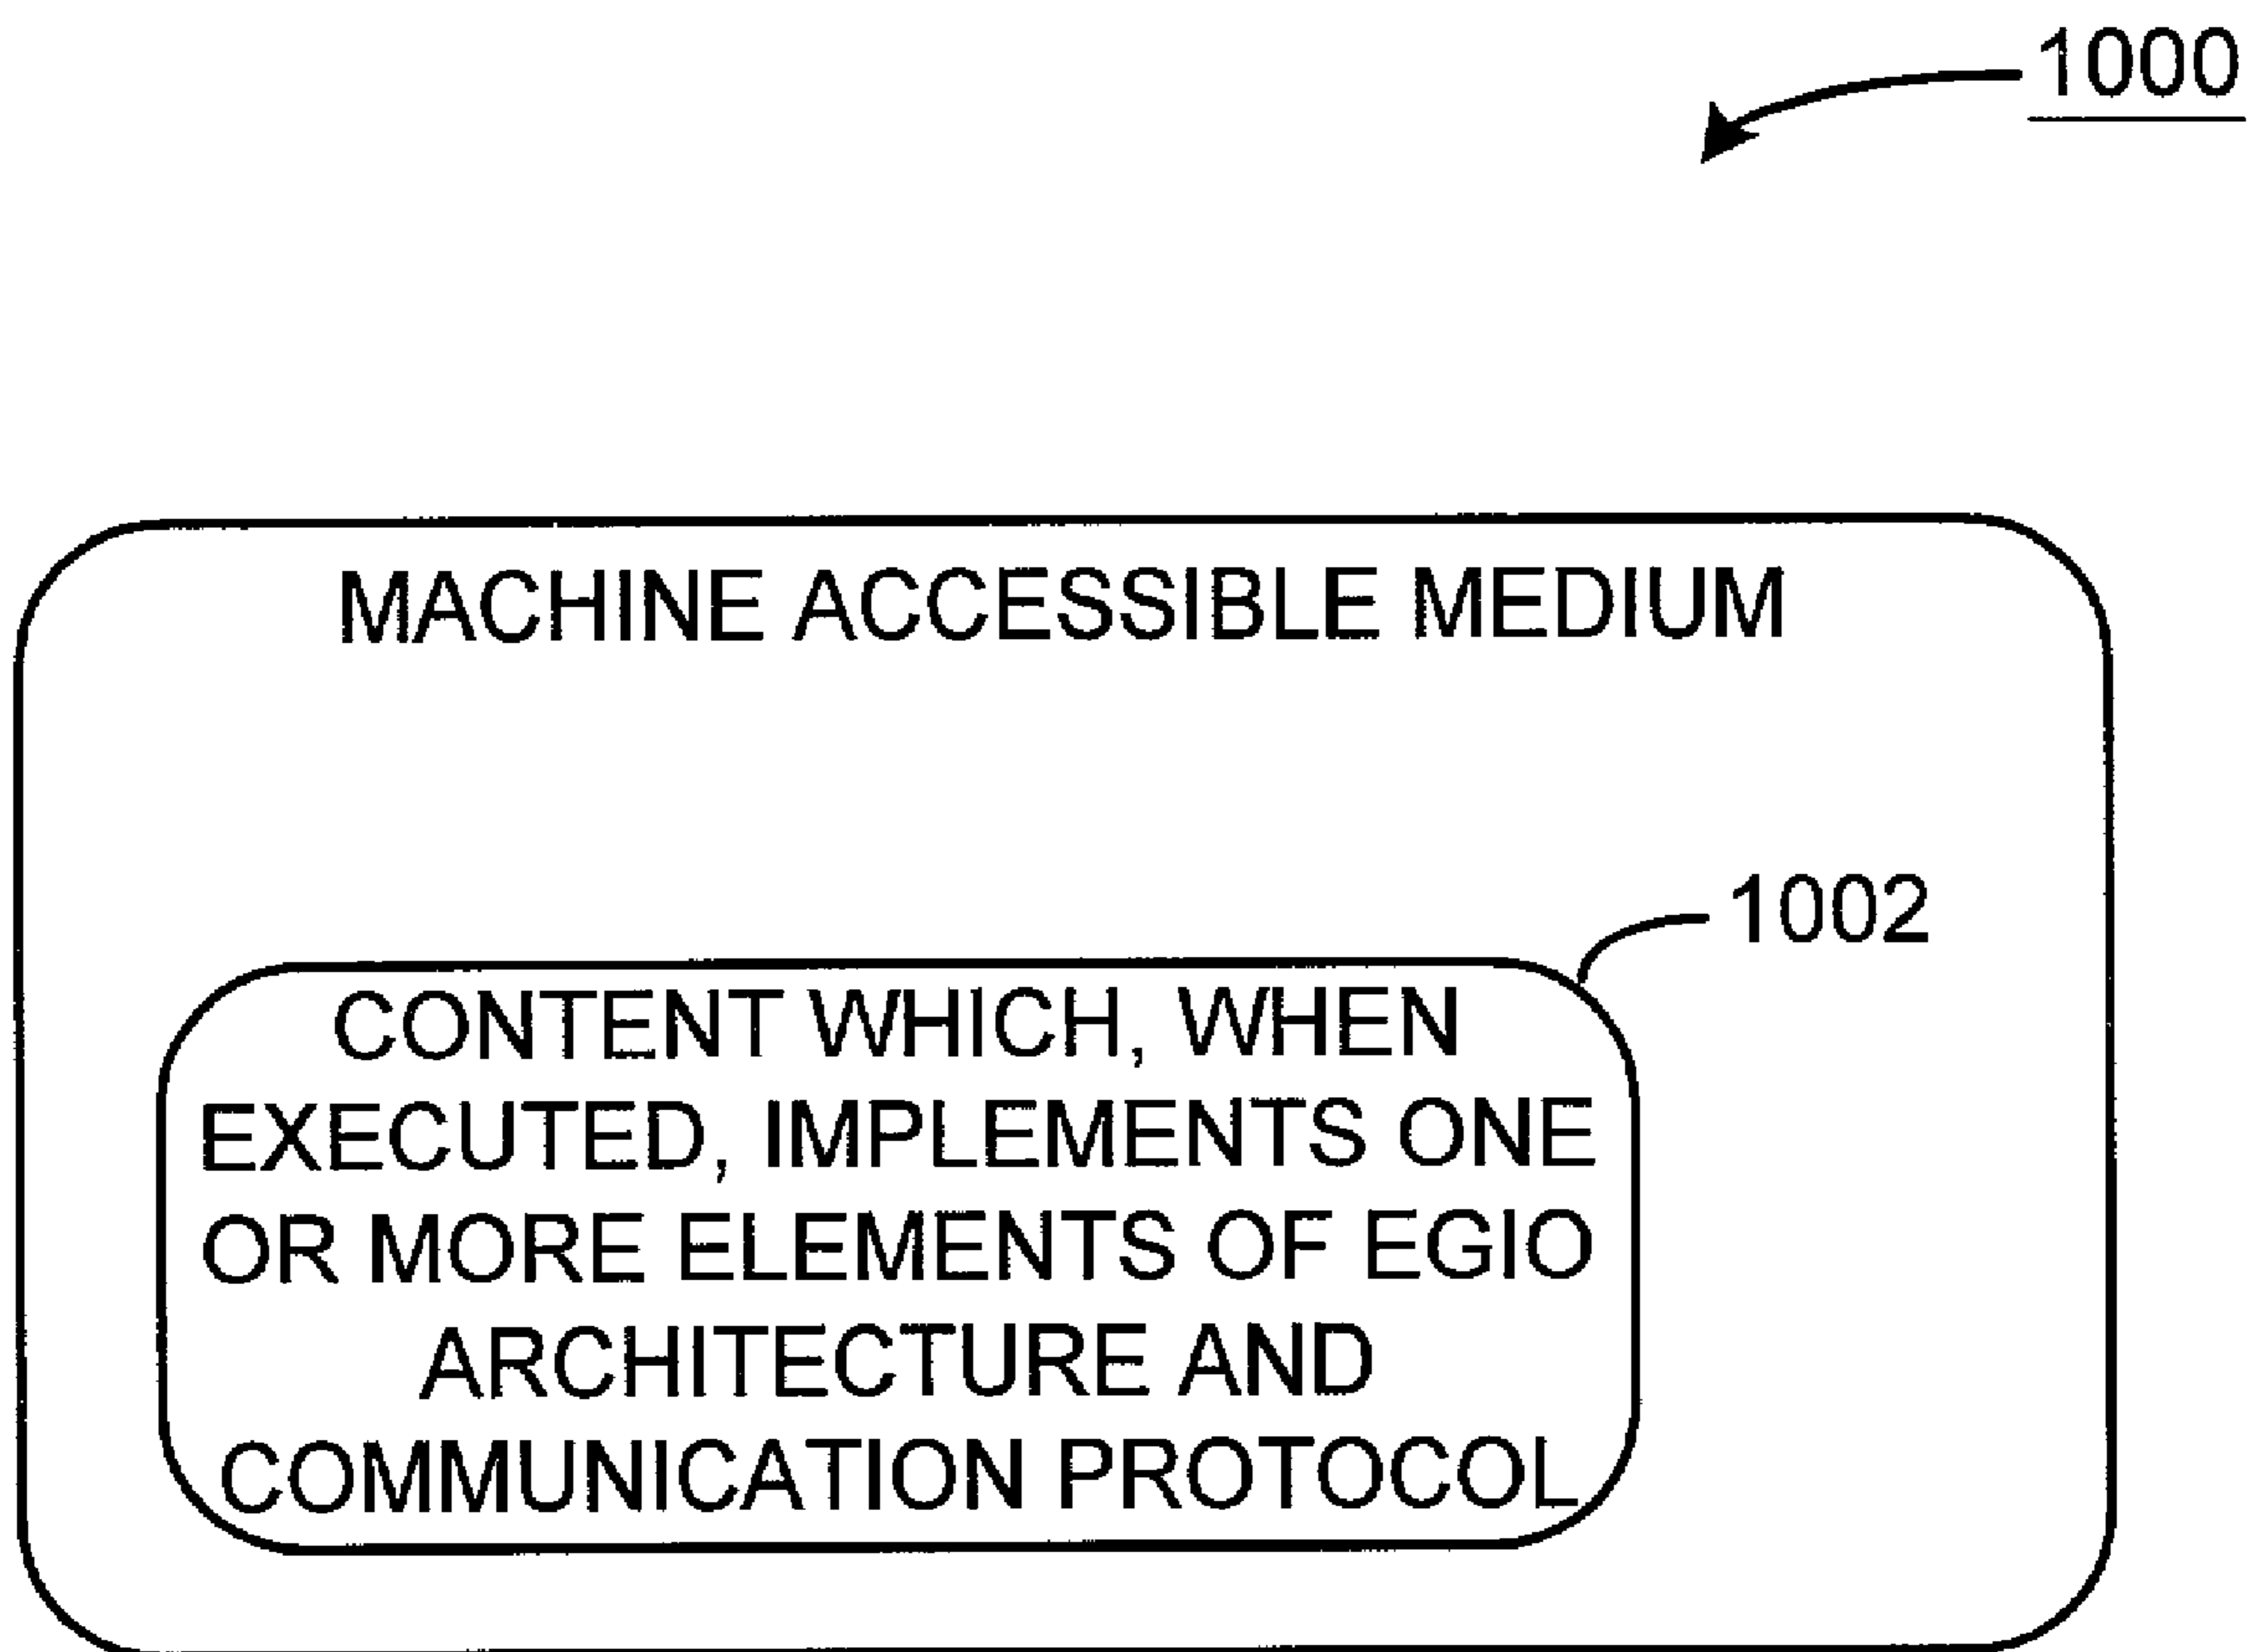 1000
MACHINE ACCESSIBLE MEDIUM
1002
CONTENT WHICH, WHEN
EXECUTED, IMPLEMENTS ONE
OR MORE ELEMENTS OF EGIO
ARCHITECTURE AND
COMMUNICATION PROTOCOL